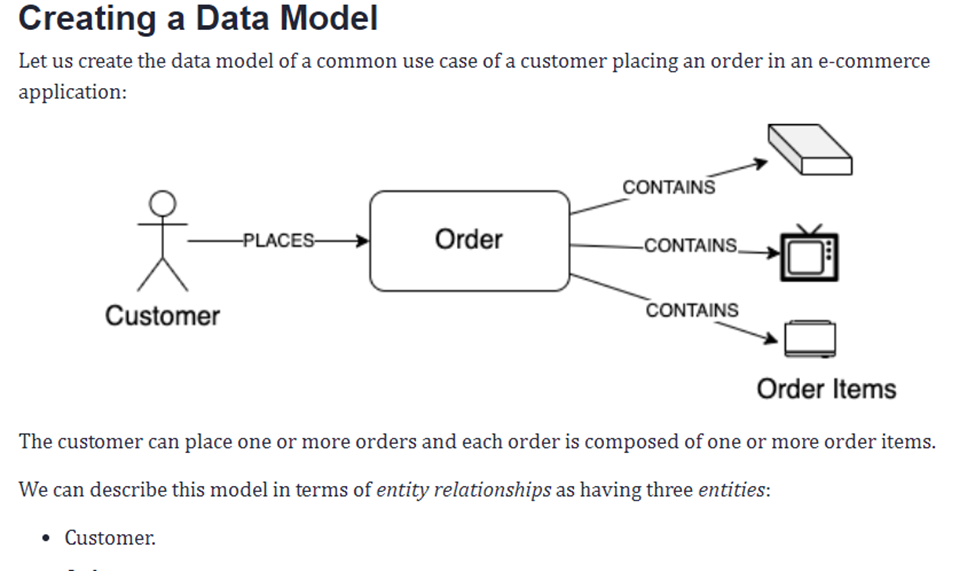 Creating a Data Model
Let us create the data model of a common use case of a customer placing an order in an e-commerce
application:
CONTAINS
PLACES
Order
CONTAINS
Customer
CONTAINS
Order Items
The customer can place one or more orders and each order is composed of one or more order items.
We can describe this model in terms of entity relationships as having three entities:
• Customer.